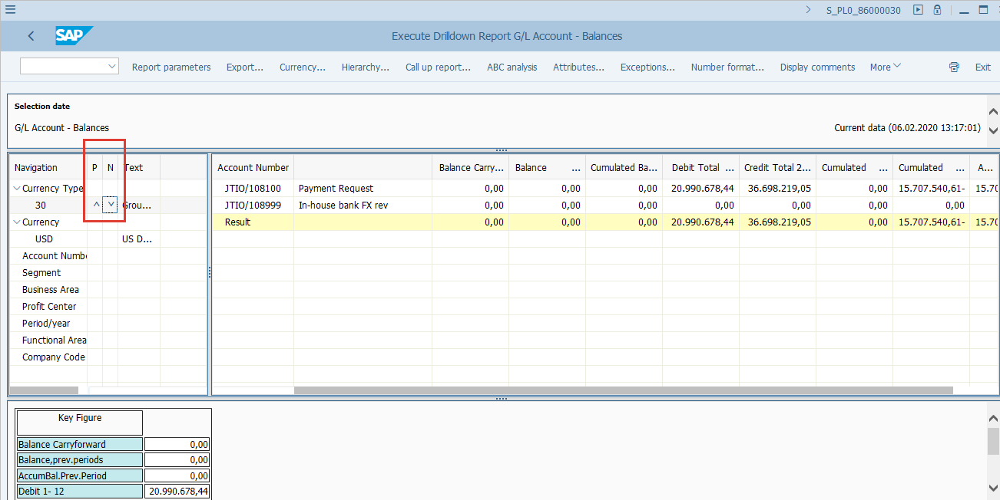 S_PL0_86000030
SAP Execute Drilldown Report G/L Account - Balances
Report parameters Export... Currency... Hierarchy... Call up report... ABC analysis Attributes... Exceptions... Number format... Display comments More Exit
Selection date
G/L Account - Balances Current data (06.02.2020 13:17:01)
Navigation P N Text Account Number Balance Carry... Balance ... Cumulated Ba... Debit Total ... Credit Total 2... Cumulated ... Cumulated ... A...
Currency Type JTIO/108100 Payment Request 0,00 0,00 0,00 20.990.678,44 36.698.219,05 0,00 15.707.540,61- 15.70
30 Grou... JTIO/108999 In-house bank FX rev 0,00 0,00 0,00 0,00 0,00 0,00 0,00
Currency Result 0,00 0,00 0,00 20.990.678,44 36.698.219,05 0,00 15.707.540,61- 15.70
USD US D...
Account Numbe
Segment
Business Area
Profit Center
Period/year
Functional Area
Company Code
Key Figure
Balance Carryforward 0,00
Balance,prev.periods 0,00
AccumBal.Prev.Period 0,00
Debit 1- 12 20.990.678,44